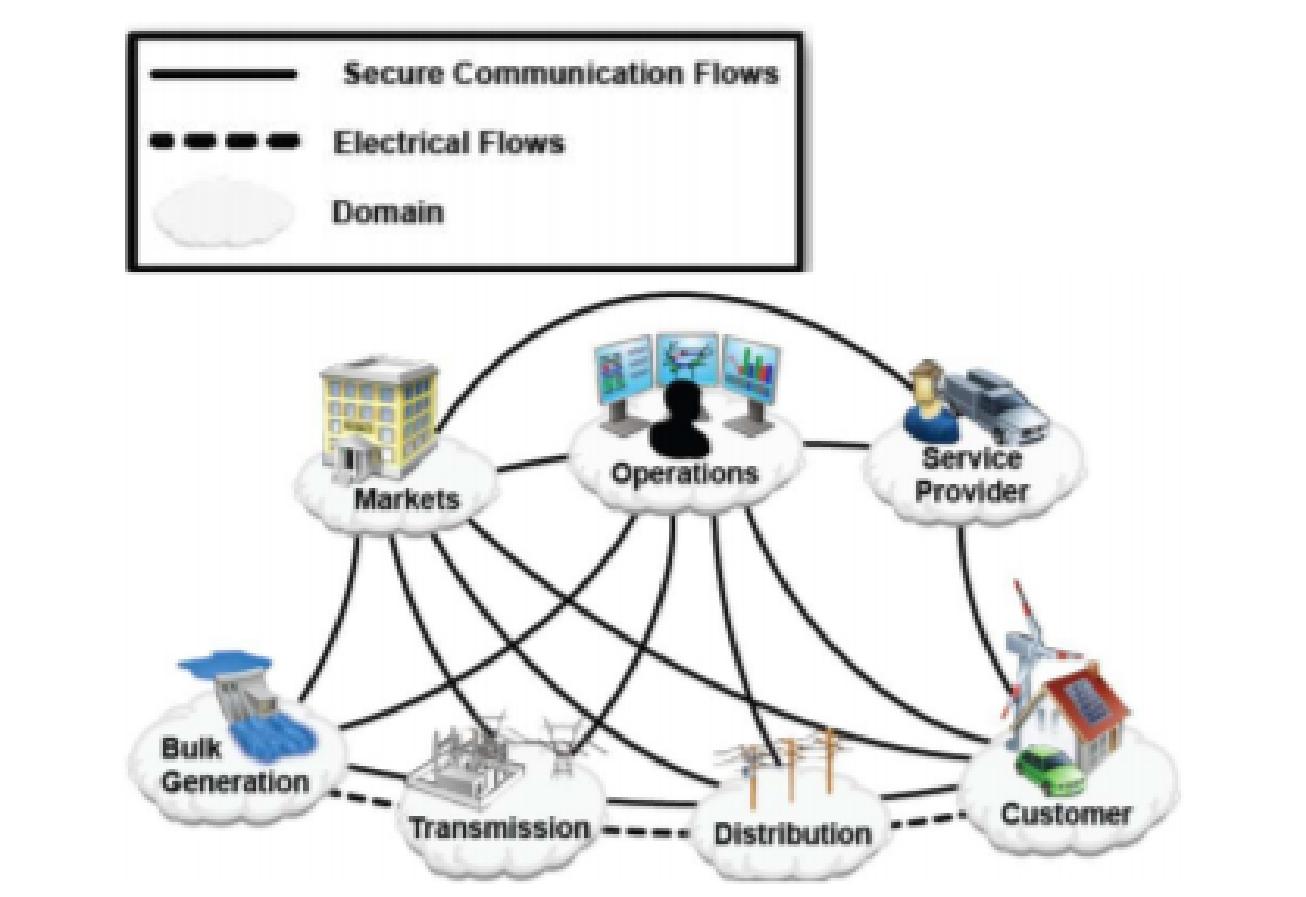 Secure Communication Flows
Electrical Flows
Domain
Operations
Service
Provider
Markets
Bulk
Generation
Transmission
Distribution
Customer